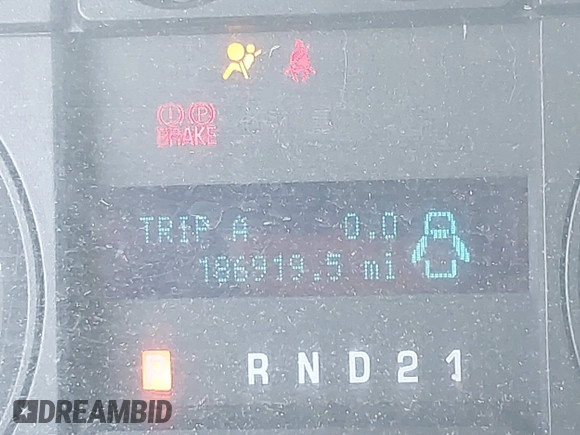 BRAKE
TRIP A 0.0
186919.5 mi
P R N D 2 1
DREAMBID